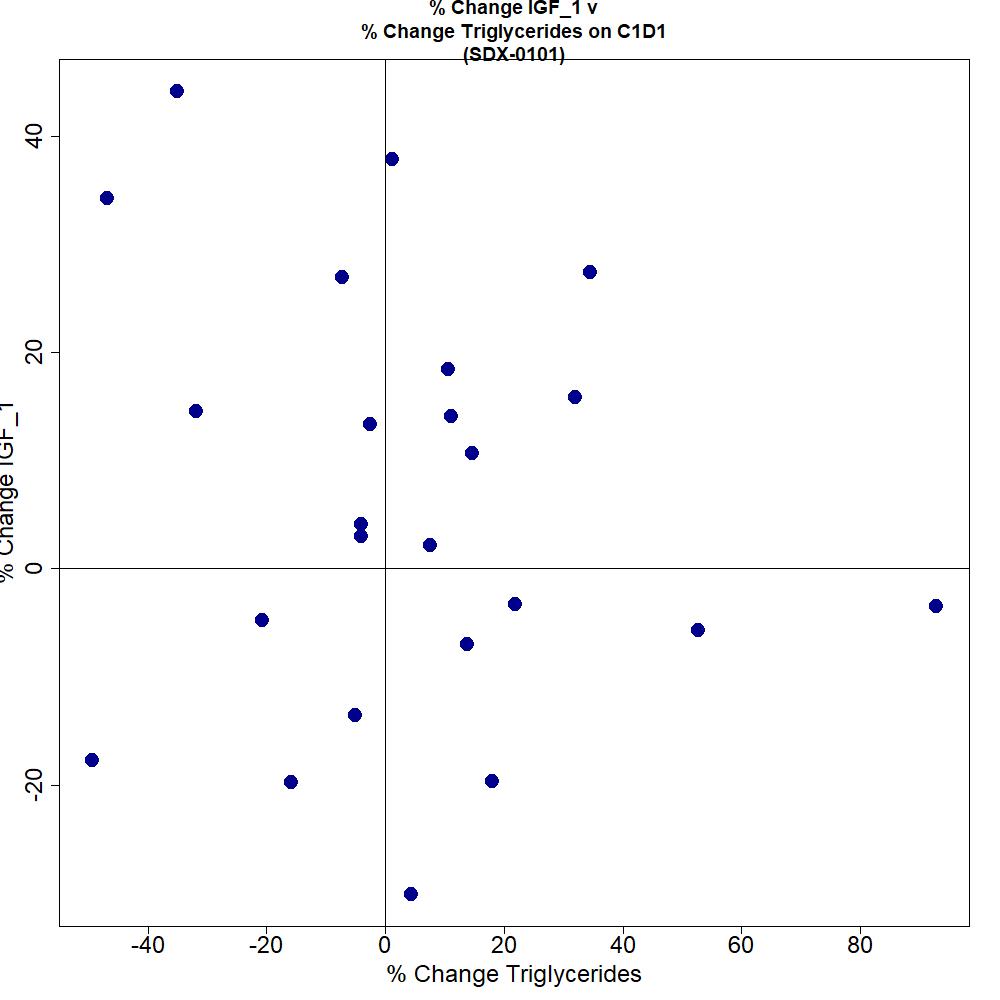 % Change IGF_1 v
% Change Triglycerides on C1D1
(SDX-0101)
% Change IGF_1
40
20
0
-20
-40
-20
0
20
40
60
80
% Change Triglycerides